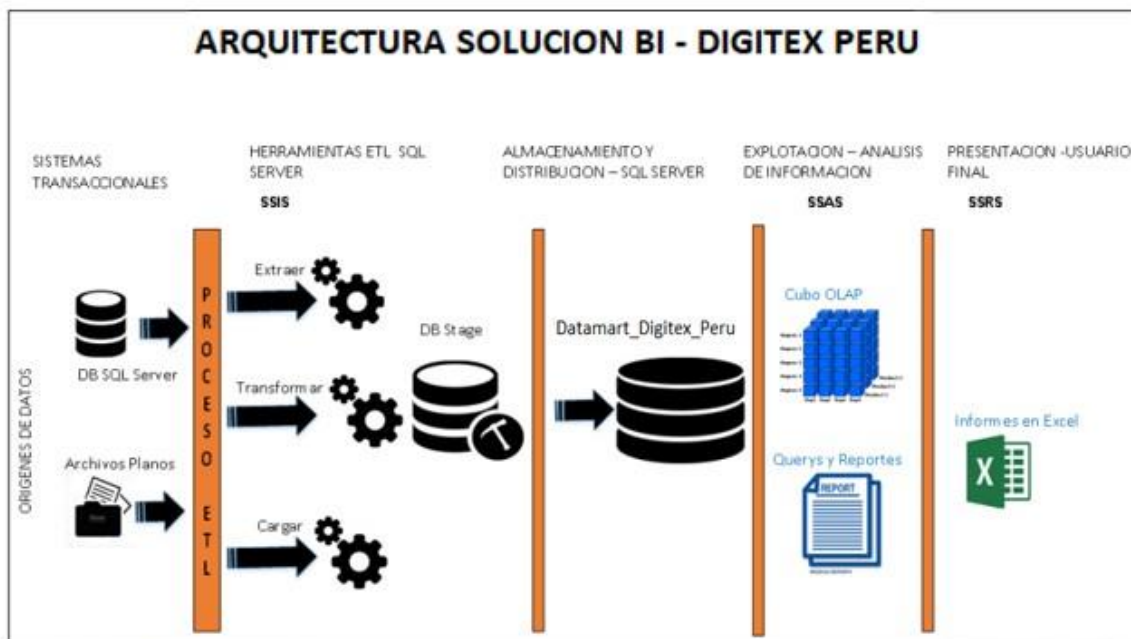 ARQUITECTURA SOLUCION BI - DIGITEX PERU
SISTEMAS
TRANSACCIONALES
HERRAMIENTAS ETL SQL
SERVER
SSIS
ALMACENAMIENTO Y
DISTRIBUCION – SQL SERVER
EXPLOTACION – ANALISIS
DE INFORMACION
SSAS
PRESENTACION -USUARIO
FINAL
SSRS
ORIGENES DE DATOS
DB SQL Server
Archivos Planos
PROCESO ETL
Extraer
Transformar
Cargar
DB Stage
Datamart_Digitex_Peru
Cubo OLAP
Querys y Reportes
REPORT
Informes en Excel
X